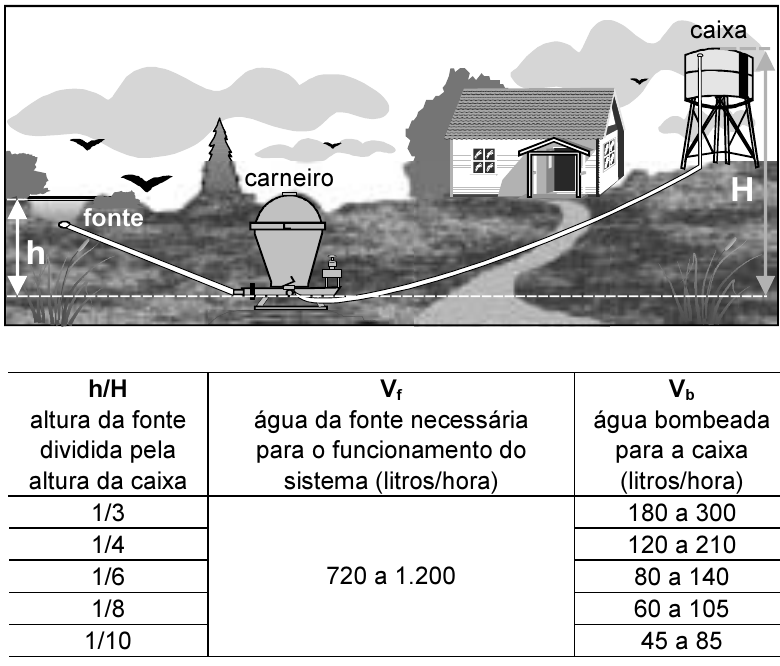 caixa
carneiro
fonte
H
h
h/H
altura da fonte
dividida pela
altura da caixa
Vf
água da fonte necessária
para o funcionamento do
sistema (litros/hora)
Vb
água bombeada
para a caixa
(litros/hora)
1/3
180 a 300
1/4
120 a 210
1/6
720 a 1.200
80 a 140
1/8
60 a 105
1/10
45 a 85